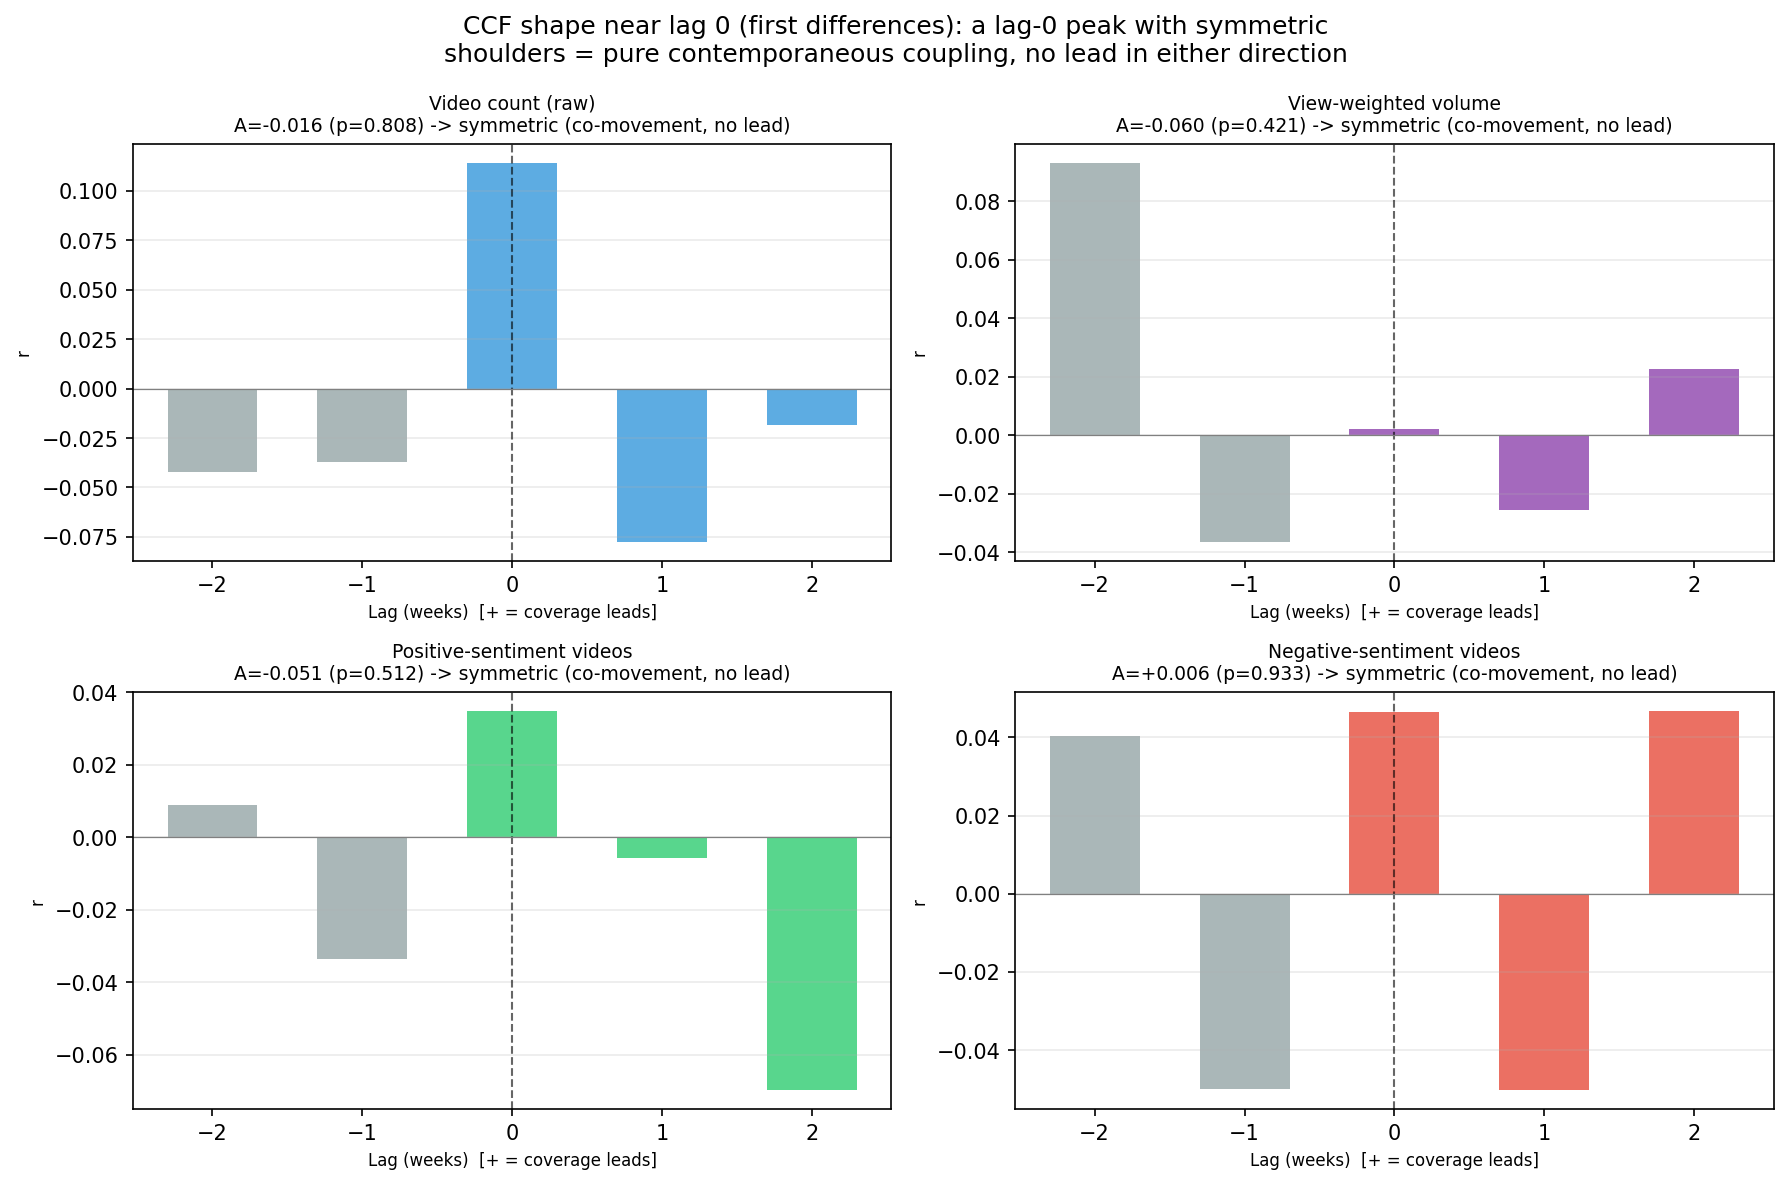 CCF shape near lag 0 (first differences): a lag-0 peak with symmetric
shoulders = pure contemporaneous coupling, no lead in either direction
Video count (raw)
A=-0.016 (p=0.808) -> symmetric (co-movement, no lead)
0.100
0.075
0.050
0.025
0.000
−0.025
−0.050
−0.075
r
−2
−1
0
1
2
Lag (weeks)  [+ = coverage leads]
View-weighted volume
A=-0.060 (p=0.421) -> symmetric (co-movement, no lead)
0.08
0.06
0.04
0.02
0.00
−0.02
−0.04
r
−2
−1
0
1
2
Lag (weeks)  [+ = coverage leads]
Positive-sentiment videos
A=-0.051 (p=0.512) -> symmetric (co-movement, no lead)
0.04
0.02
0.00
−0.02
−0.04
−0.06
r
−2
−1
0
1
2
Lag (weeks)  [+ = coverage leads]
Negative-sentiment videos
A=+0.006 (p=0.933) -> symmetric (co-movement, no lead)
0.04
0.02
0.00
−0.02
−0.04
r
−2
−1
0
1
2
Lag (weeks)  [+ = coverage leads]